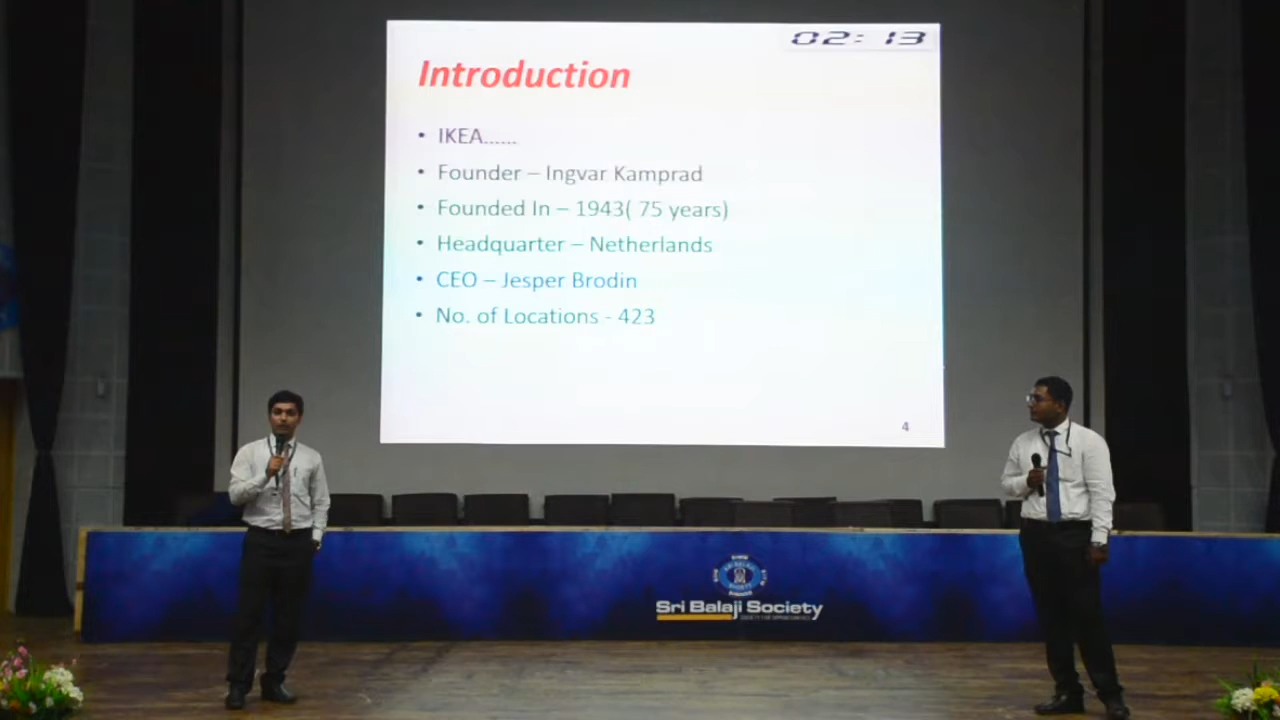 02: 13
Introduction
• IKEA......
• Founder – Ingvar Kamprad
• Founded In – 1943( 75 years)
• Headquarter – Netherlands
• CEO – Jesper Brodin
• No. of Locations - 423
4
Sri Balaji Society